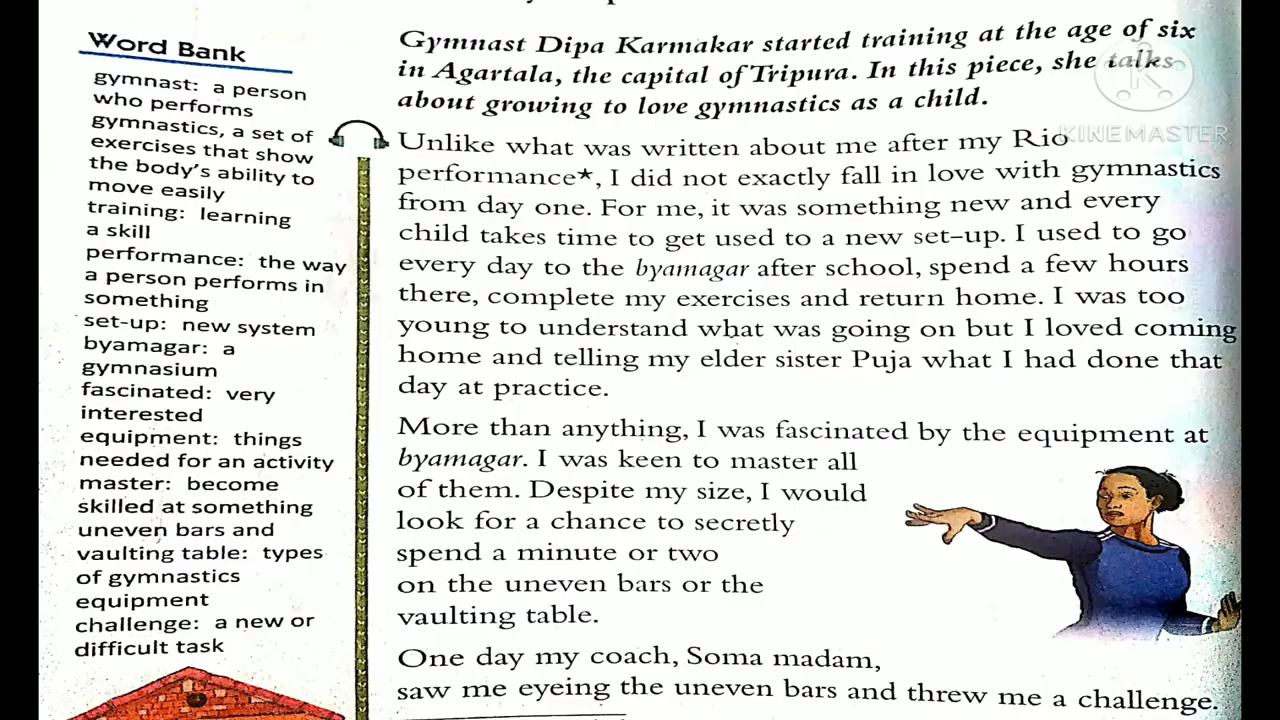 Word Bank
gymnast: a person
who performs
gymnastics, a set of
exercises that show
the body's ability to
move easily
training: learning
a skill
performance: the way
a person performs in
something
set-up: new system
byamagar: a
gymnasium
fascinated: very
interested
equipment: things
needed for an activity
master: become
skilled at something
uneven bars and
vaulting table: types
of gymnastics
equipment
challenge: a new or
difficult task
Gymnast Dipa Karmakar started training at the age of six
in Agartala, the capital of Tripura. In this piece, she talks
about growing to love gymnastics as a child.
Unlike what was written about me after my Rio
performance*, I did not exactly fall in love with gymnastics
from day one. For me, it was something new and every
child takes time to get used to a new set-up. I used to go
every day to the byamagar after school, spend a few hours
there, complete my exercises and return home. I was too
young to understand what was going on but I loved coming
home and telling my elder sister Puja what I had done that
day at practice.
More than anything, I was fascinated by the equipment at
byamagar. I was keen to master all
of them. Despite my size, I would
look for a chance to secretly
spend a minute or two
on the uneven bars or the
vaulting table.
One day my coach, Soma madam,
saw me eyeing the uneven bars and threw me a challenge.
K
KINEMASTER